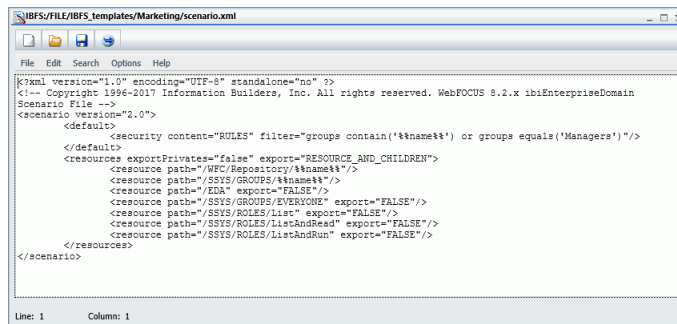 IBFS:/FILE/IBFS_templates/Marketing/scenario.xml
File Edit Search Options Help
<?xml version="1.0" encoding="UTF-8" standalone="no" ?>
<!-- Copyright 1996-2017 Information Builders, Inc. All rights reserved. WebFOCUS 8.2.x ibiEnterpriseDomain
Scenario File -->
<scenario version="2.0">
<default>
<security content="RULES" filter="groups contain('%%name%%') or groups equals('Managers')"/>
</default>
<resources exportPrivates="false" export="RESOURCE_AND_CHILDREN">
<resource path="/WFC/Repository/%%name%%"/>
<resource path="/SSYS/GROUPS/%%name%%"/>
<resource path="/EDA" export="FALSE"/>
<resource path="/SSYS/GROUPS/EVERYONE" export="FALSE"/>
<resource path="/SSYS/ROLES/List" export="FALSE"/>
<resource path="/SSYS/ROLES/ListAndRead" export="FALSE"/>
<resource path="/SSYS/ROLES/ListAndRun" export="FALSE"/>
</resources>
</scenario>
Line: 1 Column: 1